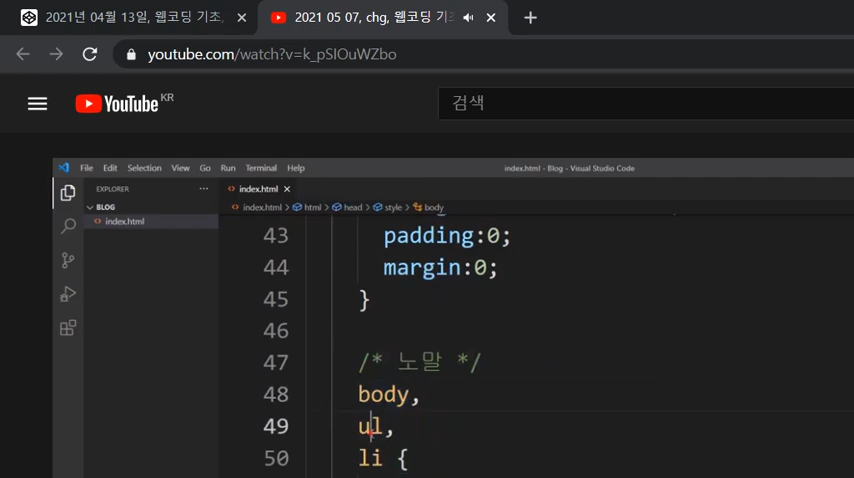 2021년 04월 13일, 웹코딩 기초,
2021 05 07, chg, 웹코딩 기초
youtube.com/watch?v=k_pSIOuWZbo
YouTube KR
검색
File Edit Selection View Go Run Terminal Help
index.html - Blog - Visual Studio Code
EXPLORER ...
index.html
BLOG
index.html > html > head > style > body
index.html
43 padding:0;
44 margin:0;
45 }
46
47 /* 노말 */
48 body,
49 ul,
50 li {